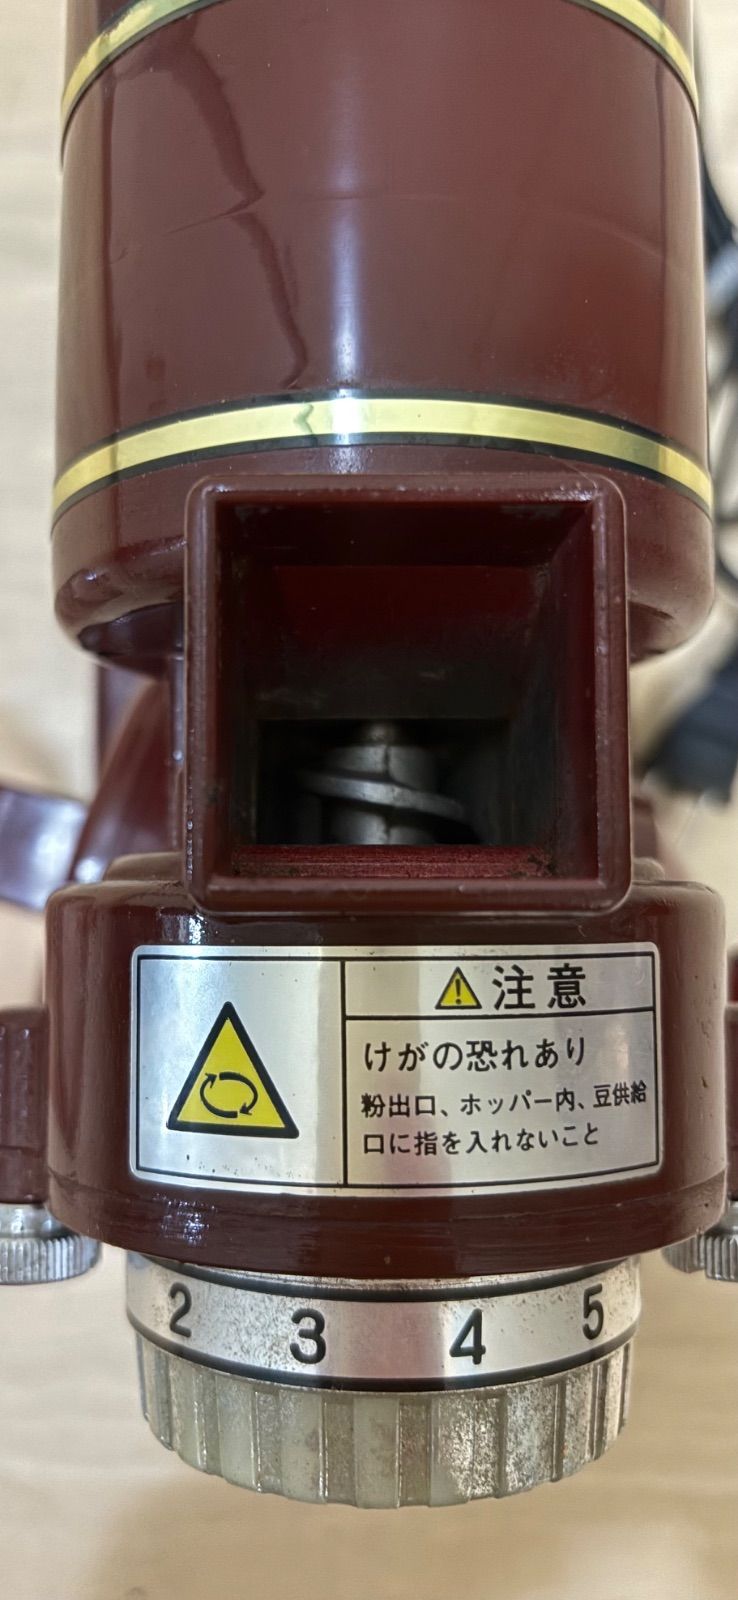 注意
けがの恐れあり
粉出口、ホッパー内、豆供給
口に指を入れないこと
2 3 4 5